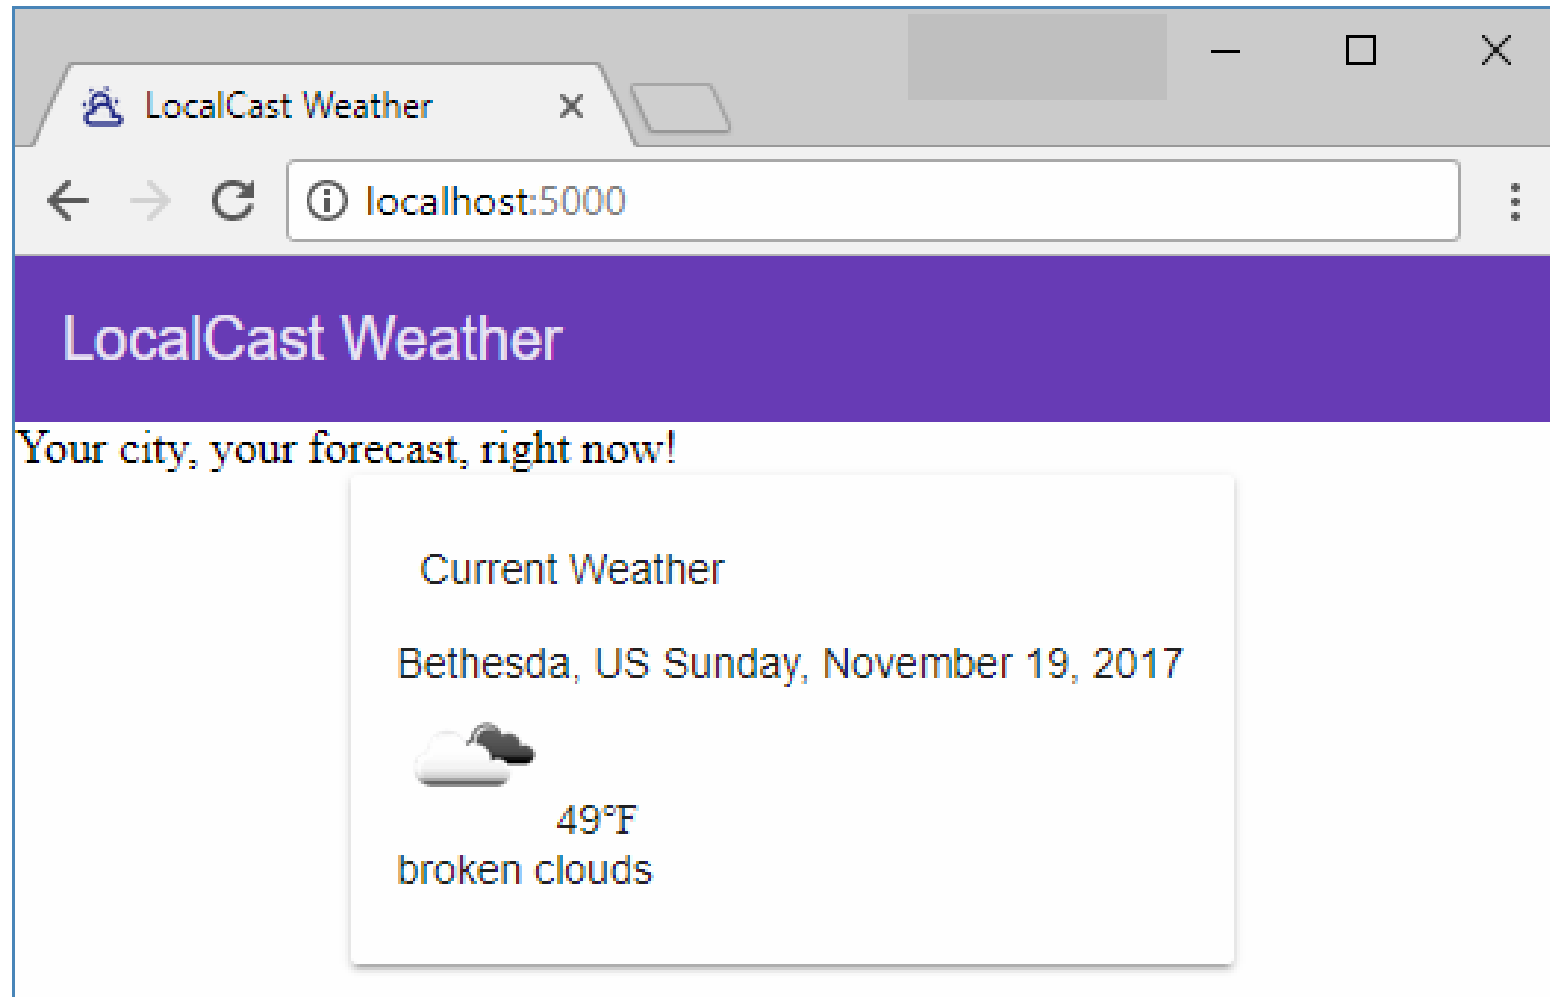 LocalCast Weather
localhost:5000
LocalCast Weather
Your city, your forecast, right now!
Current Weather
Bethesda, US Sunday, November 19, 2017
49°F
broken clouds